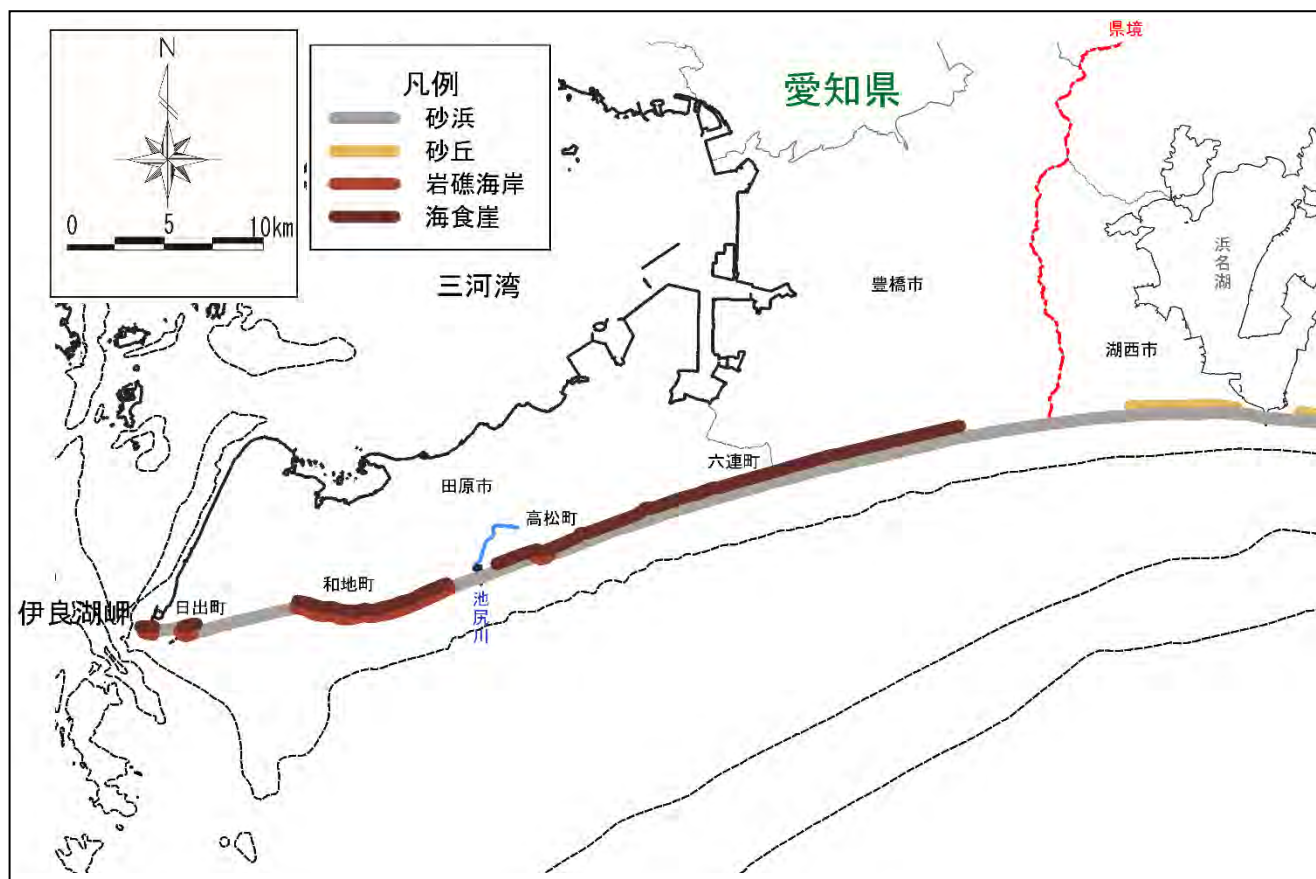 N
0 5 10km
凡例
砂浜
砂丘
岩礁海岸
海食崖
県境
愛知県
浜名湖
三河湾
豊橋市
湖西市
六連町
田原市
高松町
和地町
池尻川
日出町
伊良湖岬